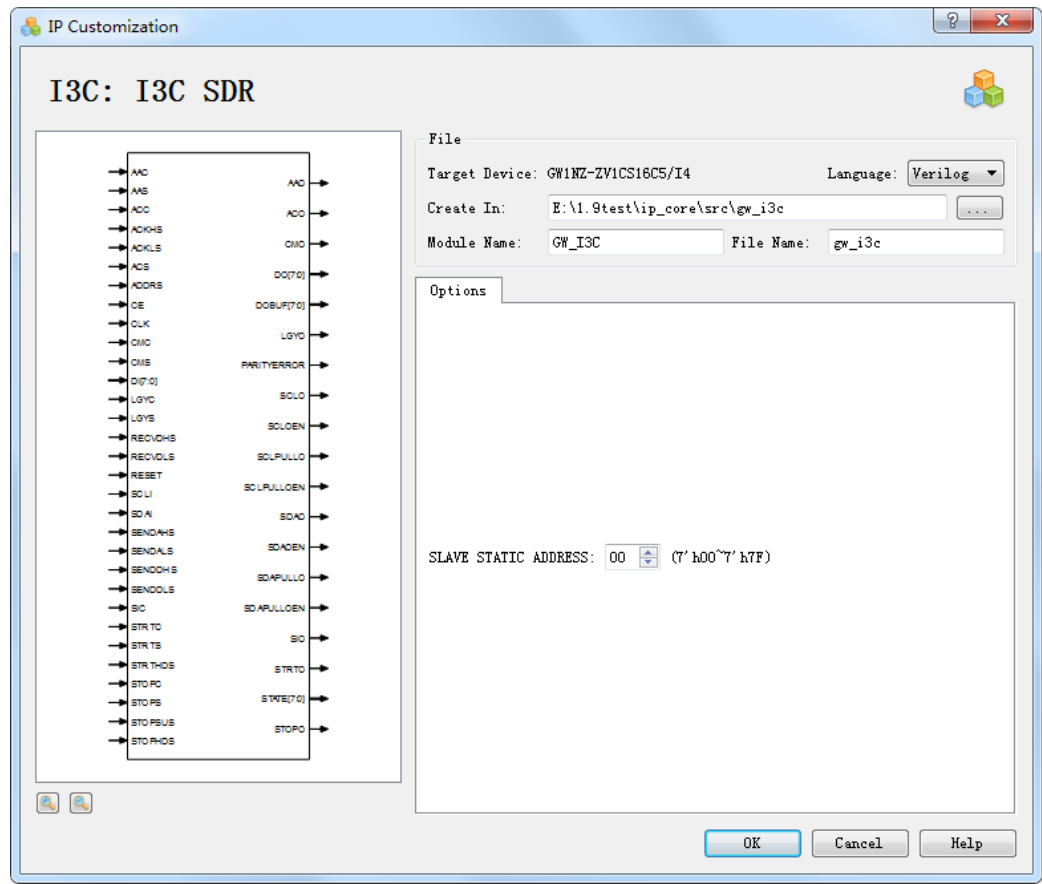 IP Customization
I3C: I3C SDR
AAC
AAS
ACC
ACKHS
ACKLS
ACS
ADDRS
CE
CLK
CMC
CMS
DI[7:0]
LGYC
LGYS
RECVDHS
RECVDLS
RESET
SCLI
SDAI
SENDAHS
SENDALS
SENDDHS
SENDDLS
SIC
STRTC
STRTS
STRTHDS
STOPC
STOPS
STOPSUS
STOPHDS
AAO
ACO
CMO
DO[7:0]
DOBUF[7:0]
LGYO
PARITYERROR
SCLO
SCLOEN
SCLPULLO
SCLPULLOEN
SDAO
SDAOEN
SDAPULLO
SDAPULLOEN
SIO
STRTO
STATE[7:0]
STOPO
File
Target Device: GW1NZ-ZV1CS16C5/I4 Language: Verilog
Create In: E:\1.9test\ip_core\src\gw_i3c ...
Module Name: GW_I3C File Name: gw_i3c
Options
SLAVE STATIC ADDRESS: 00 (7'h00~7'h7F)
OK Cancel Help